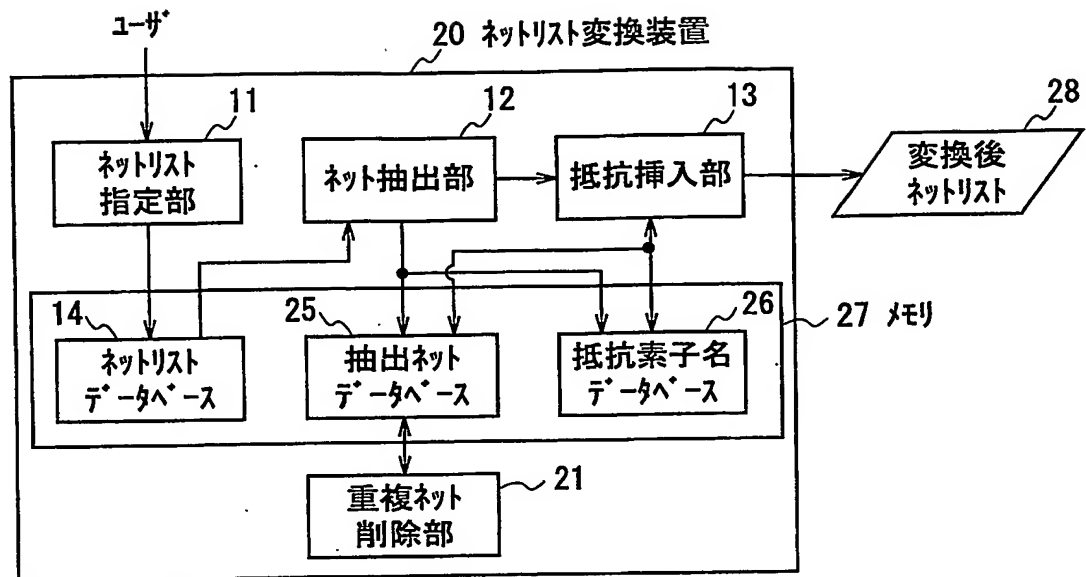 ユーザ
20 ネットリスト変換装置
11
ネットリスト
指定部
12
ネット抽出部
13
抵抗挿入部
28
変換後
ネットリスト
14
ネットリスト
データベース
25
抽出ネット
データベース
26
抵抗素子名
データベース
27 メモリ
21
重複ネット
削除部